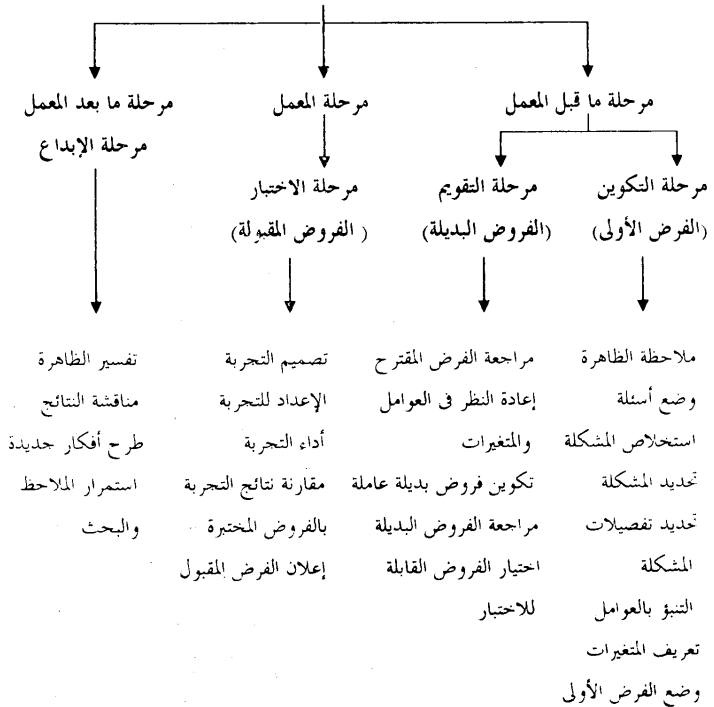 مرحلة ما قبل المعمل
مرحلة التكوين
(الفرض الأولى)
ملاحظة الظاهرة
وضع أسئلة
استخلاص المشكلة
تحديد المشكلة
تحديد تفصيلات
المشكلة
التنبؤ بالعوامل
تعريف المتغيرات
وضع الفرض الأولى
مرحلة التقويم
(الفروض البديلة)
مراجعة الفرض المقترح
إعادة النظر فى العوامل
والمتغيرات
تكوين فروض بديلة عاملة
مراجعة الفروض البديلة
اختيار الفروض القابلة
للاختبار
مرحلة المعمل
مرحلة الاختبار
( الفروض المقبولة)
تصميم التجربة
الإعداد للتجربة
أداء التجربة
مقارنة نتائج التجربة
بالفروض المختبرة
إعلان الفرض المقبول
مرحلة ما بعد المعمل
مرحلة الإبداع
تفسير الظاهرة
مناقشة النتائج
طرح أفكار جديدة
استمرار الملاحظ
والبحث